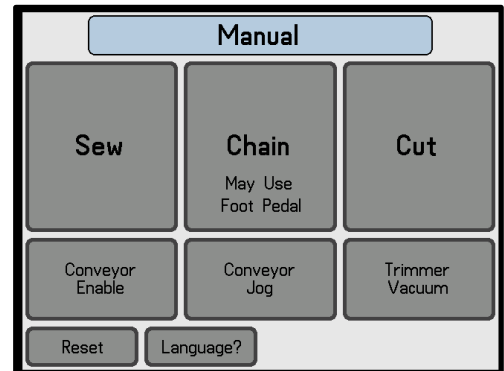 Manual
Sew
Chain
May Use
Foot Pedal
Cut
Conveyor
Enable
Conveyor
Jog
Trimmer
Vacuum
Reset
Language?